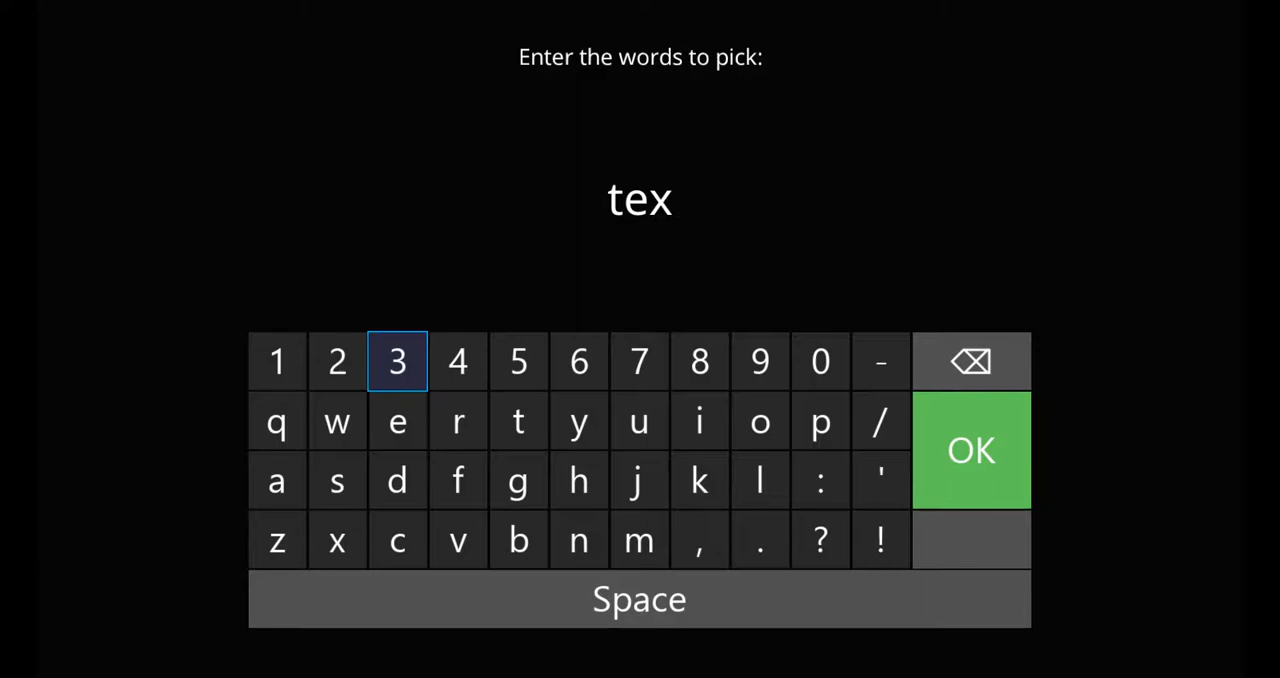 Enter the words to pick:
tex
1 2 3 4 5 6 7 8 9 0 - ⌫
q w e r t y u i o p /
OK
a s d f g h j k l : '
z x c v b n m , . ? !
Space